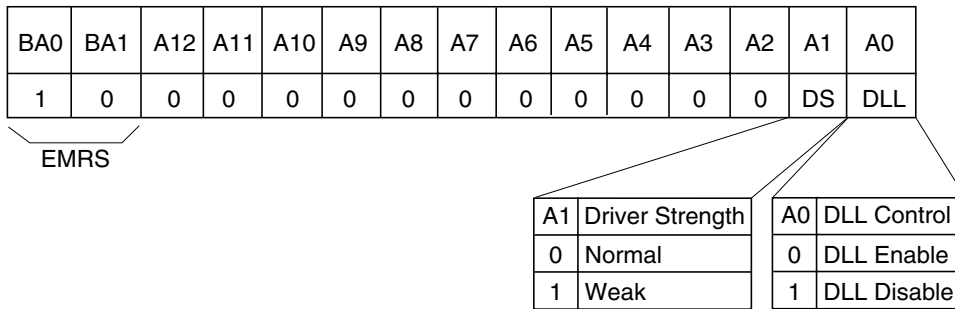 BA0 BA1 A12 A11 A10 A9 A8 A7 A6 A5 A4 A3 A2 A1 A0
1 0 0 0 0 0 0 0 0 0 0 0 0 DS DLL
EMRS
A1 Driver Strength
0 Normal
1 Weak
A0 DLL Control
0 DLL Enable
1 DLL Disable